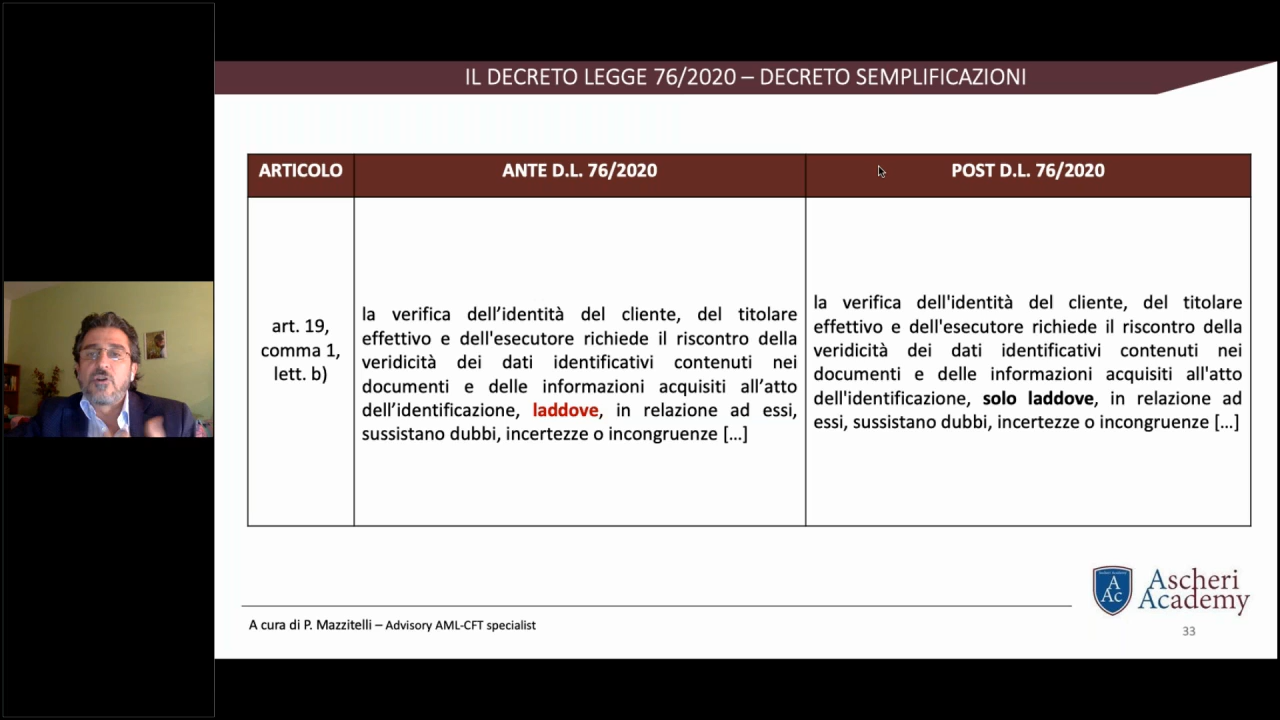 IL DECRETO LEGGE 76/2020 – DECRETO SEMPLIFICAZIONI
ARTICOLO
ANTE D.L. 76/2020
POST D.L. 76/2020
art. 19,
comma 1,
lett. b)
la verifica dell’identità del cliente, del titolare
effettivo e dell'esecutore richiede il riscontro della
veridicità dei dati identificativi contenuti nei
documenti e delle informazioni acquisiti all’atto
dell’identificazione, laddove, in relazione ad essi,
sussistano dubbi, incertezze o incongruenze […]
la verifica dell'identità del cliente, del titolare
effettivo e dell'esecutore richiede il riscontro della
veridicità dei dati identificativi contenuti nei
documenti e delle informazioni acquisiti all'atto
dell'identificazione, solo laddove, in relazione ad
essi, sussistano dubbi, incertezze o incongruenze […]
A cura di P. Mazzitelli – Advisory AML-CFT specialist
A
Ac
Ascheri
Academy
33